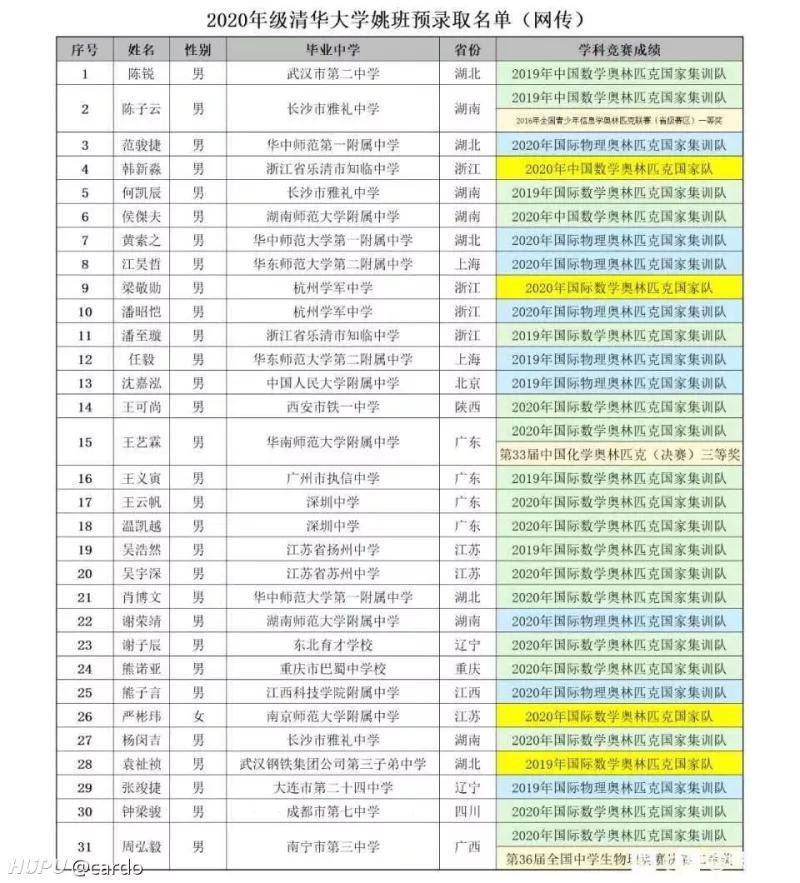 2020年级清华大学姚班预录取名单（网传）
序号 姓名 性别 毕业中学 省份 学科竞赛成绩
1 陈锐 男 武汉市第二中学 湖北 2019年中国数学奥林匹克国家集训队
2 陈子云 男 长沙市雅礼中学 湖南 2019年中国数学奥林匹克国家集训队
2016年全国青少年信息学奥林匹克联赛（省级赛区）一等奖
3 范骏捷 男 华中师范第一附属中学 湖北 2020年国际物理奥林匹克国家集训队
4 韩新淼 男 浙江省乐清市知临中学 浙江 2020年中国数学奥林匹克国家队
5 何凯辰 男 长沙市雅礼中学 湖南 2019年国际数学奥林匹克国家集训队
6 侯傑夫 男 湖南师范大学附属中学 湖南 2020年中国数学奥林匹克国家集训队
7 黄索之 男 华中师范大学第一附属中学 湖北 2020年国际物理奥林匹克国家集训队
8 江昊哲 男 华东师范大学第二附属中学 上海 2020年国际物理奥林匹克国家集训队
9 梁敬勋 男 杭州学军中学 浙江 2020年国际数学奥林匹克国家队
10 潘昭恺 男 杭州学军中学 浙江 2020年国际物理奥林匹克国家集训队
11 潘至璇 男 浙江省乐清市知临中学 浙江 2019年国际数学奥林匹克国家集训队
12 任毅 男 华东师范大学第二附属中学 上海 2019年国际物理奥林匹克国家集训队
13 沈嘉泓 男 中国人民大学附属中学 北京 2019年国际物理奥林匹克国家集训队
14 王可尚 男 西安市铁一中学 陕西 2020年国际数学奥林匹克国家集训队
15 王艺霖 男 华南师范大学附属中学 广东 2020年国际数学奥林匹克国家集训队
第33届中国化学奥林匹克（决赛）三等奖
16 王义寅 男 广州市执信中学 广东 2019年国际数学奥林匹克国家集训队
17 王云帆 男 深圳中学 广东 2020年国际数学奥林匹克国家集训队
18 温凯越 男 深圳中学 广东 2020年国际数学奥林匹克国家集训队
19 吴浩然 男 江苏省扬州中学 江苏 2019年国际数学奥林匹克国家集训队
20 吴宇深 男 江苏省苏州中学 江苏 2020年国际数学奥林匹克国家集训队
21 肖博文 男 华中师范大学第一附属中学 湖北 2020年国际数学奥林匹克国家集训队
22 谢荣靖 男 湖南师范大学附属中学 湖南 2020年国际物理奥林匹克国家集训队
23 谢子辰 男 东北育才学校 辽宁 2020年国际数学奥林匹克国家集训队
24 熊诺亚 男 重庆市巴蜀中学校 重庆 2020年国际数学奥林匹克国家集训队
25 熊子言 男 江西科技学院附属中学 江西 2020年国际物理奥林匹克国家集训队
26 严彬玮 女 南京师范大学附属中学 江苏 2020年国际数学奥林匹克国家队
27 杨闵吉 男 长沙市雅礼中学 湖南 2020年国际数学奥林匹克国家集训队
28 袁祉祯 男 武汉钢铁集团公司第三子弟中学 湖北 2019年国际数学奥林匹克国家队
29 张竣捷 男 大连市第二十四中学 辽宁 2019年国际物理奥林匹克国家集训队
30 钟梁骏 男 成都市第七中学 四川 2020年国际数学奥林匹克国家集训队
31 周弘毅 男 南宁市第三中学 广西 2020年国际数学奥林匹克国家集训队
第36届全国中学生物理
HUPU @cardo